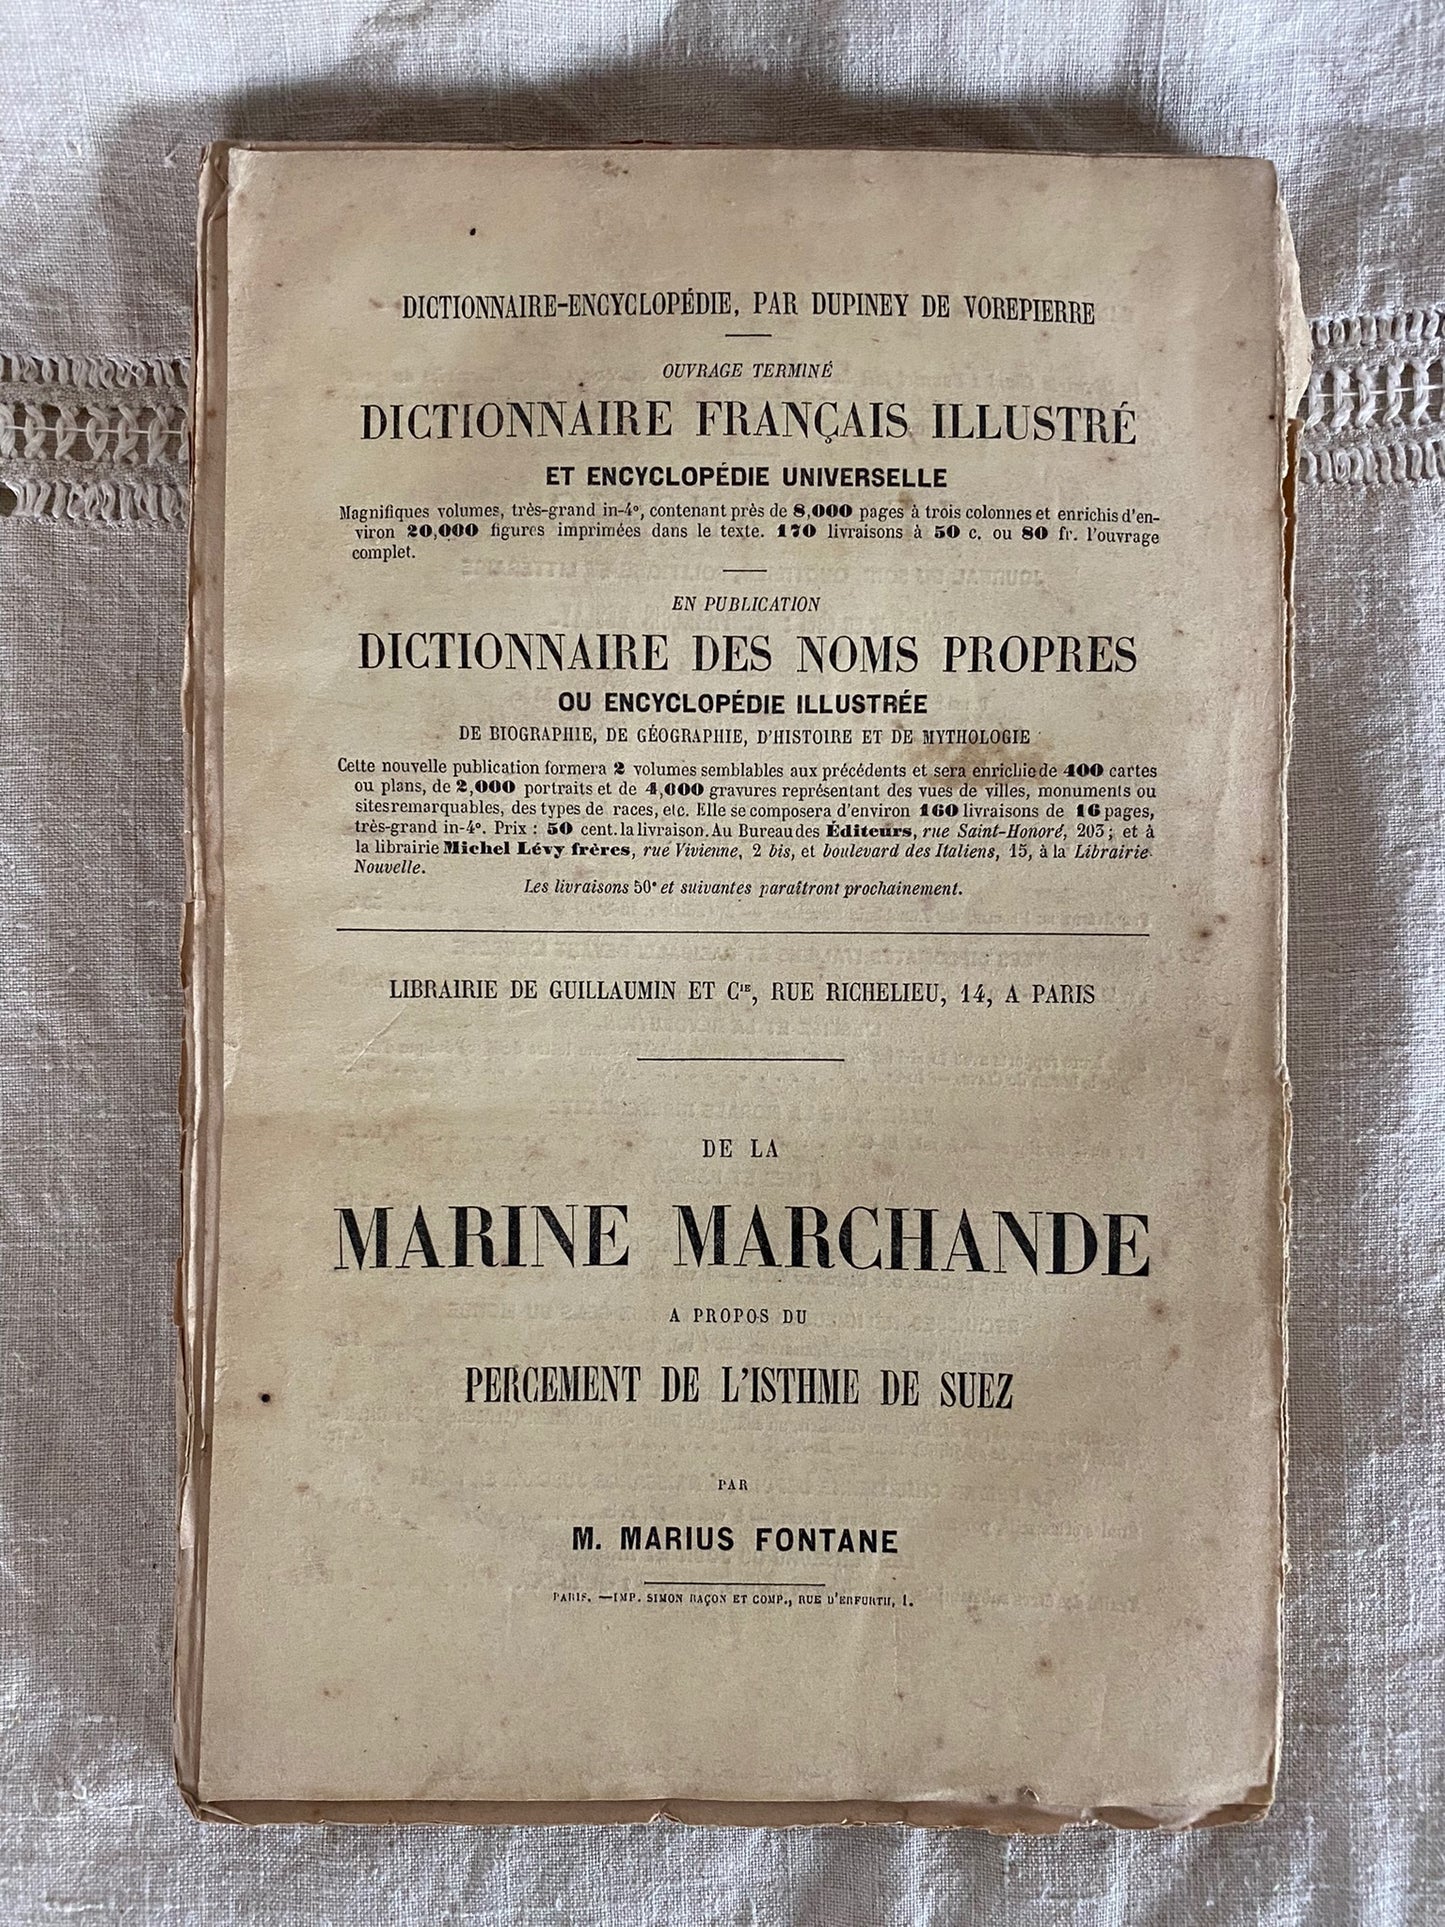 DICTIONNAIRE-ENCYCLOPÉDIE, PAR DUPINEY DE VOREPIERRE
OUVRAGE TERMINÉ
DICTIONNAIRE FRANÇAIS ILLUSTRÉ
ET ENCYCLOPÉDIE UNIVERSELLE
Magnifiques volumes, très-grand in-4°, contenant près de 8,000 pages à trois colonnes et enrichis d'en-
viron 20,000 figures imprimées dans le texte. 170 livraisons à 50 c. ou 80 fr. l'ouvrage
complet.
EN PUBLICATION
DICTIONNAIRE DES NOMS PROPRES
OU ENCYCLOPÉDIE ILLUSTRÉE
DE BIOGRAPHIE, DE GÉOGRAPHIE, D'HISTOIRE ET DE MYTHOLOGIE
Cette nouvelle publication formera 2 volumes semblables aux précédents et sera enrichie de 400 cartes
ou plans, de 2,000 portraits et de 4,000 gravures représentant des vues de villes, monuments ou
sites remarquables, des types de races, etc. Elle se composera d'environ 160 livraisons de 16 pages,
très-grand in-4°. Prix : 50 cent. la livraison. Au Bureau des Éditeurs, rue Saint-Honoré, 203; et à
la librairie Michel Lévy frères, rue Vivienne, 2 bis, et boulevard des Italiens, 15, à la Librairie
Nouvelle.
Les livraisons 50e et suivantes paraîtront prochainement.
LIBRAIRIE DE GUILLAUMIN ET CIE, RUE RICHELIEU, 14, A PARIS
DE LA
MARINE MARCHANDE
A PROPOS DU
PERCEMENT DE L'ISTHME DE SUEZ
PAR
M. MARIUS FONTANE
PARIS. — IMP. SIMON RAÇON ET COMP., RUE D'ERFURTH, 1.